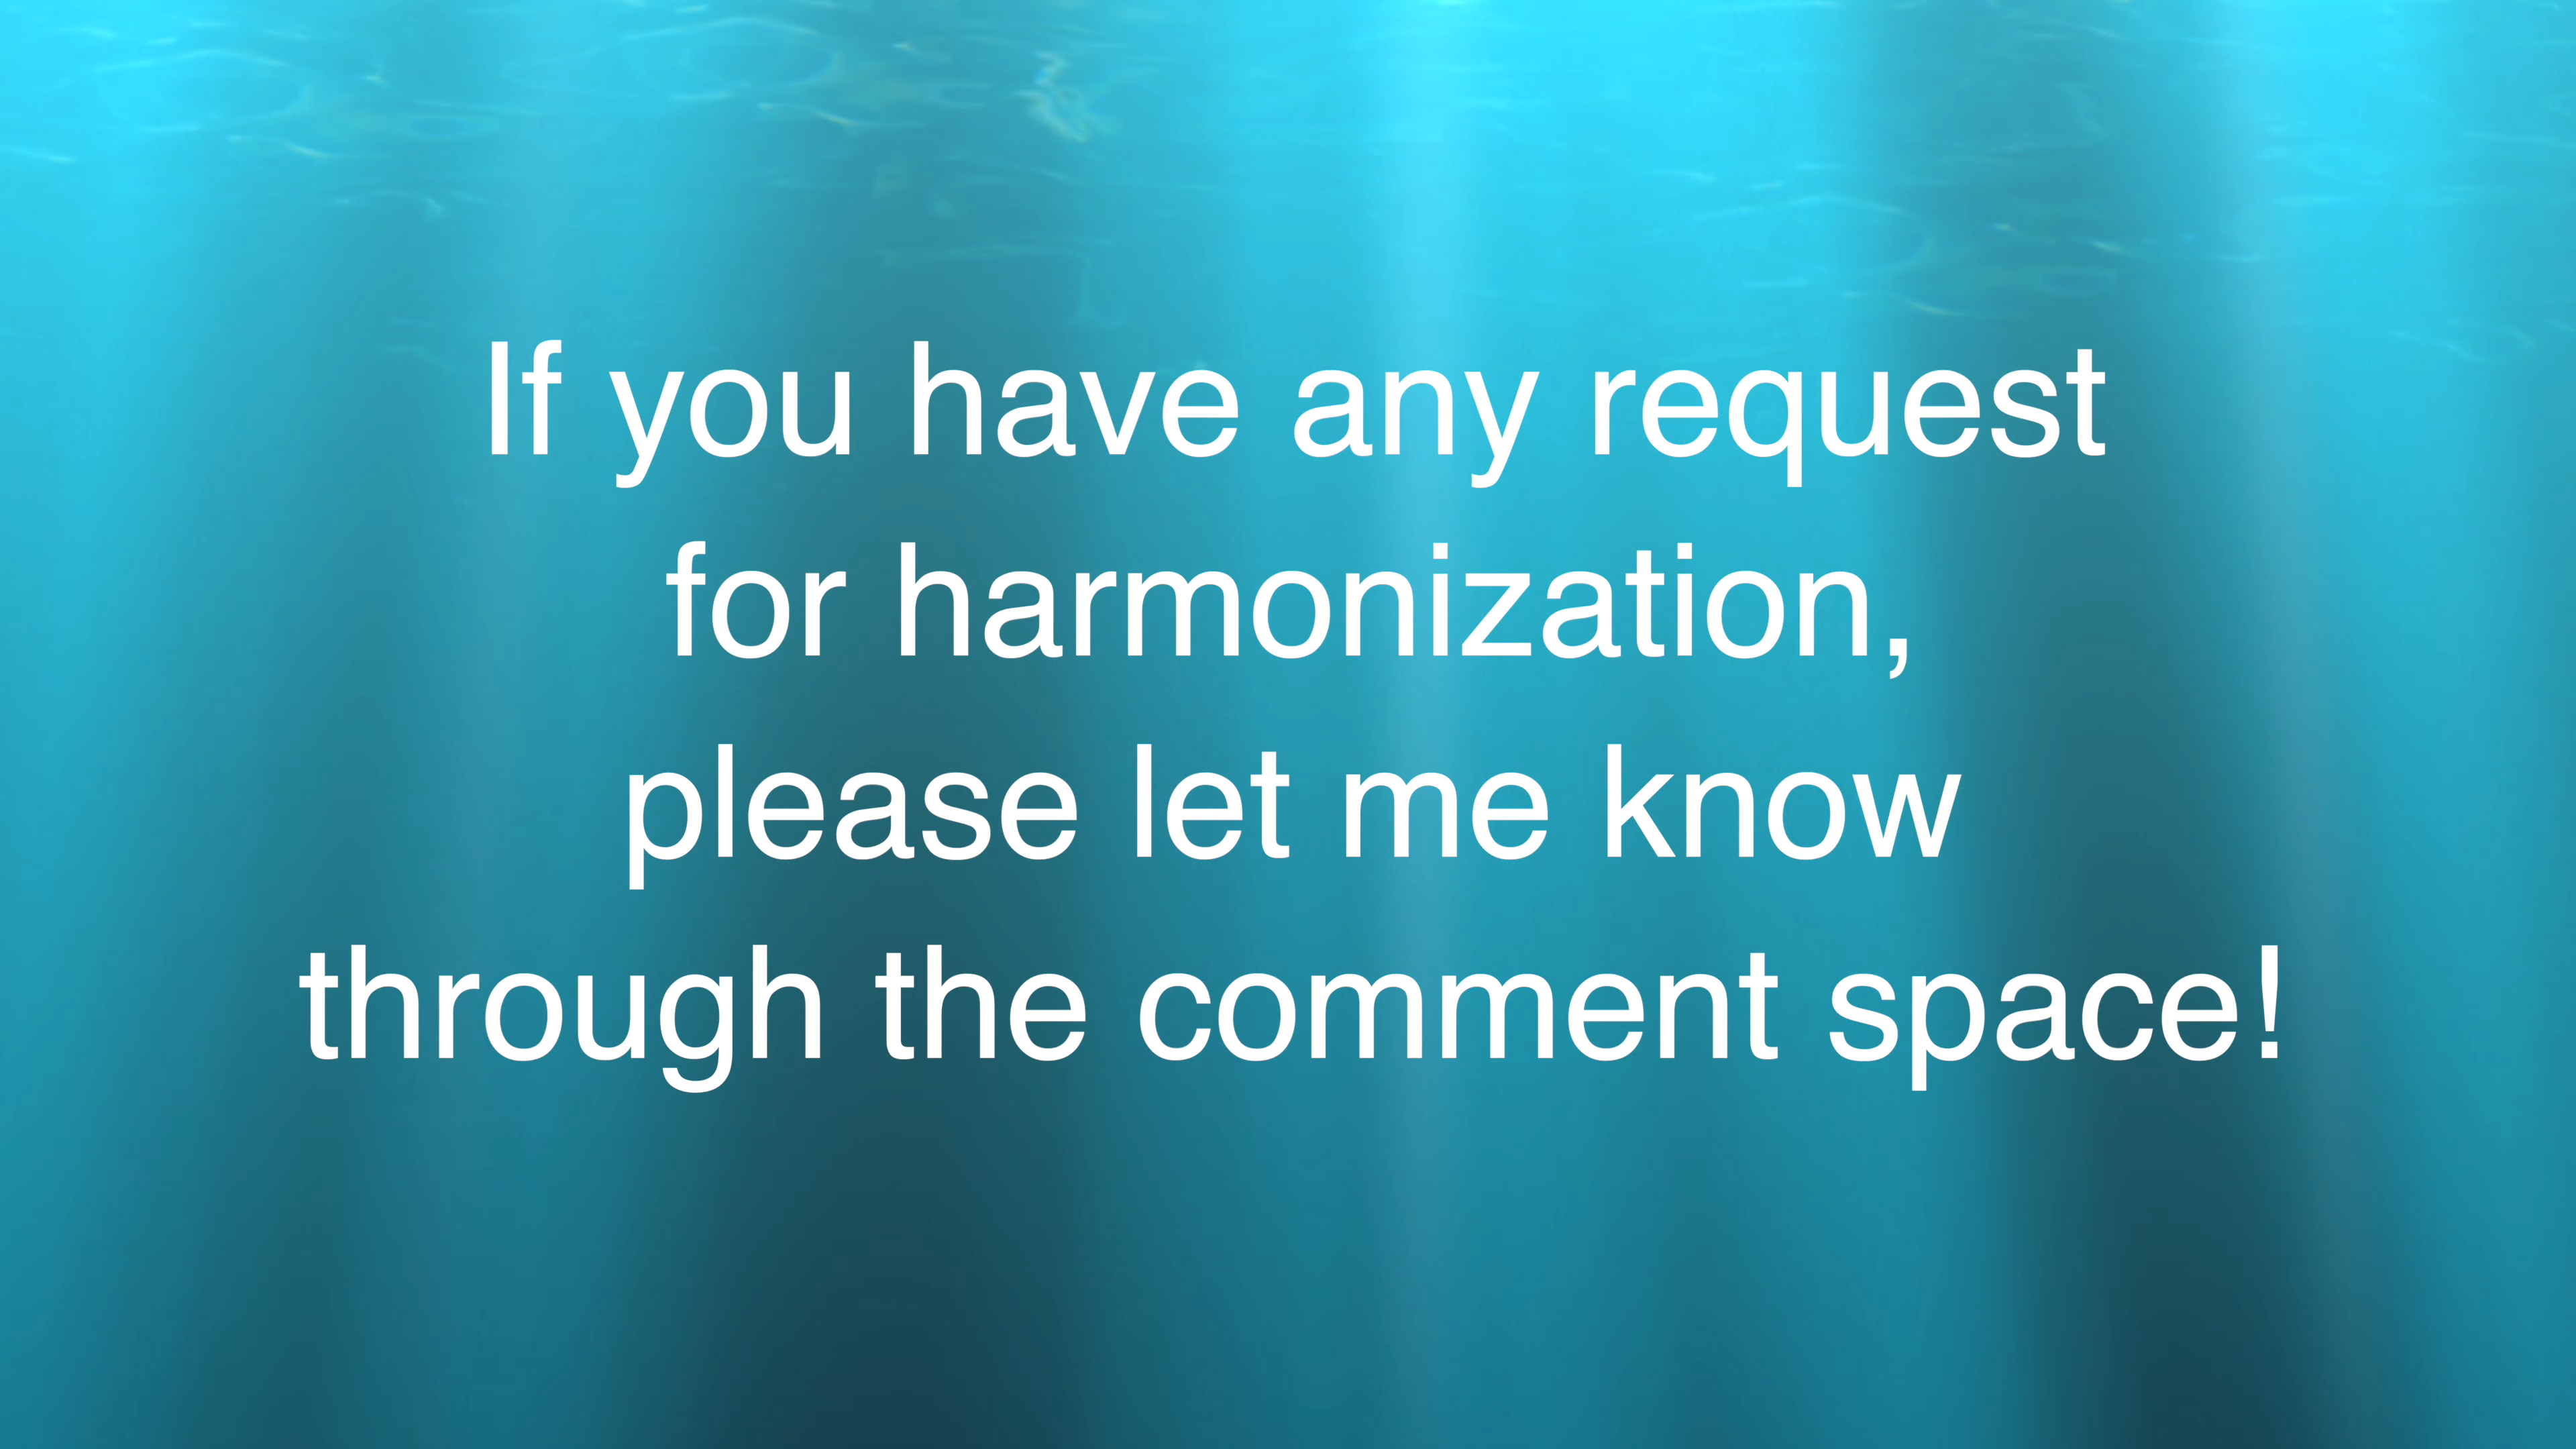 If you have any request
for harmonization,
please let me know
through the comment space!